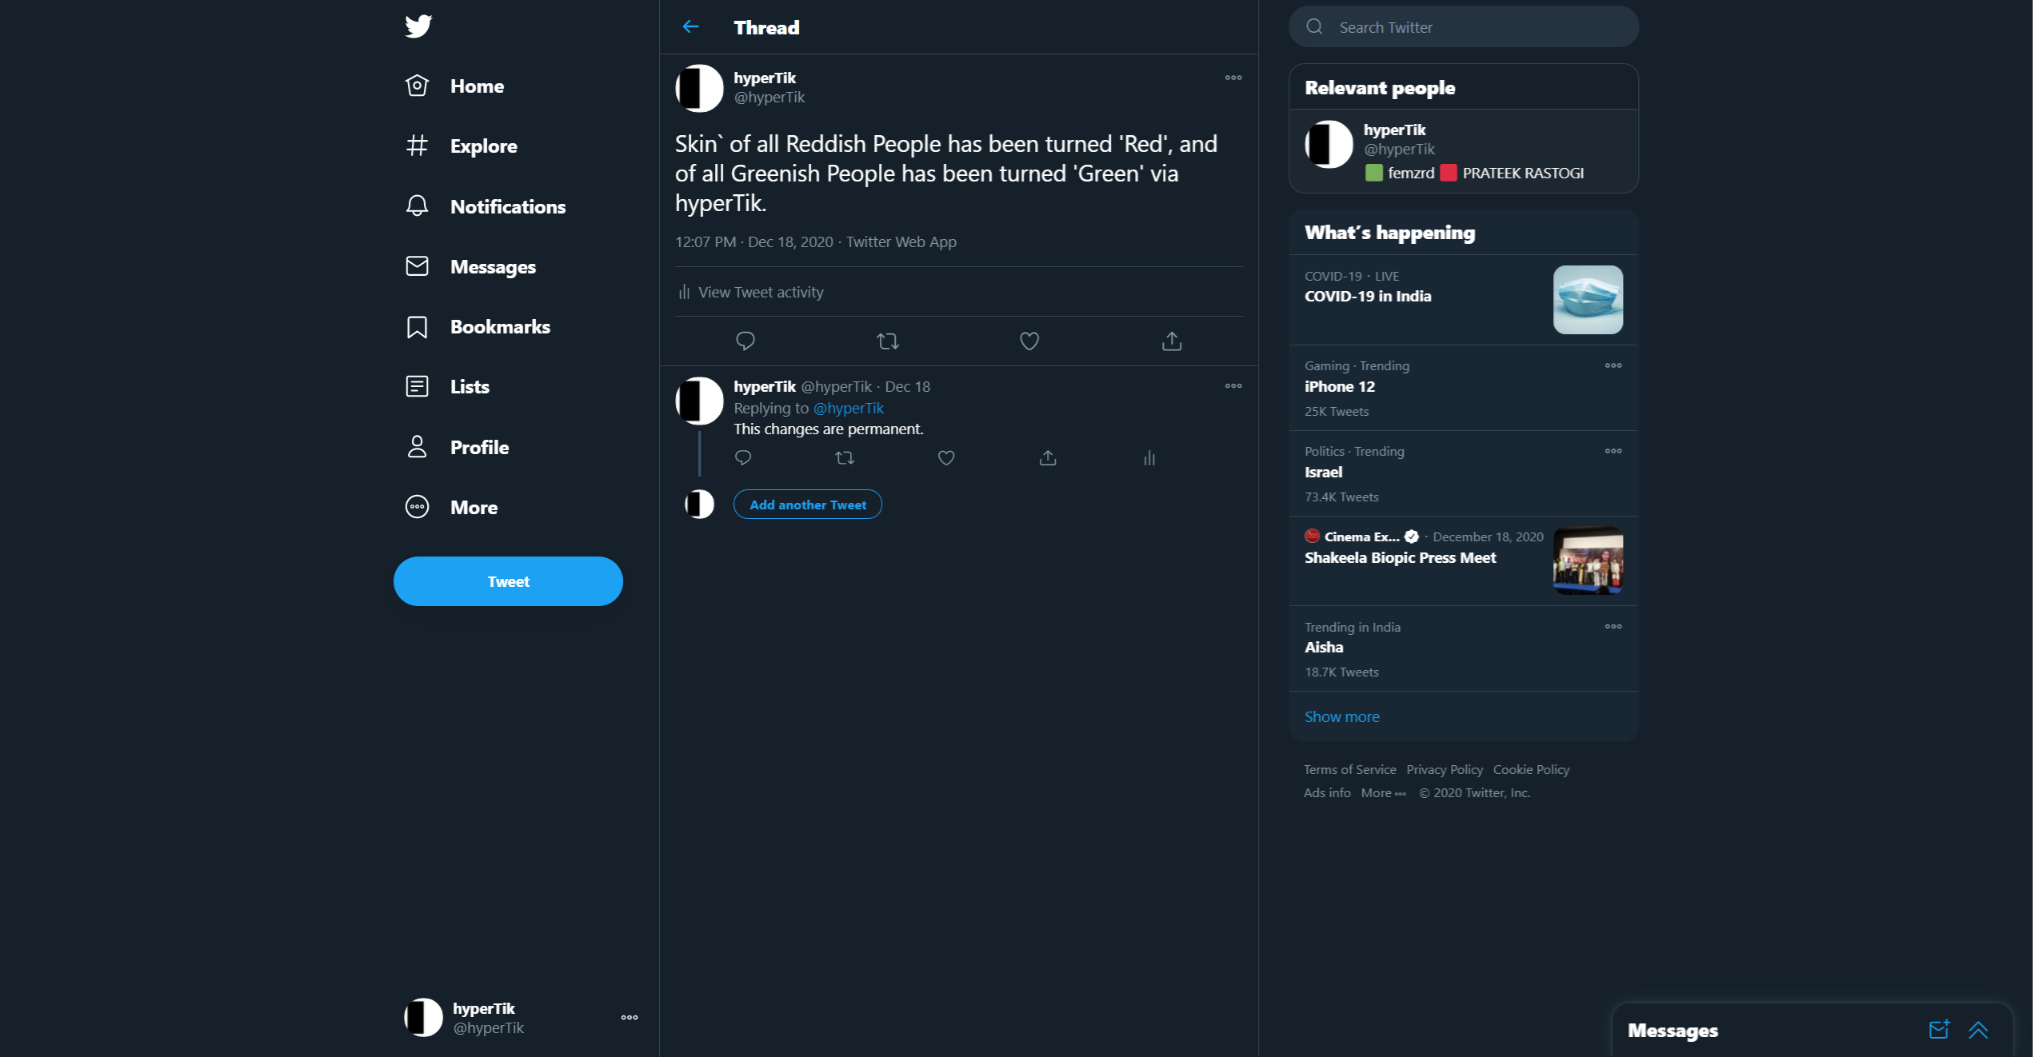 Home
Explore
Notifications
Messages
Bookmarks
Lists
Profile
More
Tweet
hyperTik
@hyperTik
Thread
hyperTik
@hyperTik
Skin` of all Reddish People has been turned 'Red', and
of all Greenish People has been turned 'Green' via
hyperTik.
12:07 PM · Dec 18, 2020 · Twitter Web App
View Tweet activity
hyperTik @hyperTik · Dec 18
Replying to @hyperTik
This changes are permanent.
Add another Tweet
Search Twitter
Relevant people
hyperTik
@hyperTik
🟩 femzrd 🟥 PRATEEK RASTOGI
What's happening
COVID-19 · LIVE
COVID-19 in India
Gaming · Trending
iPhone 12
25K Tweets
Politics · Trending
Israel
73.4K Tweets
Cinema Ex... · December 18, 2020
Shakeela Biopic Press Meet
Trending in India
Aisha
18.7K Tweets
Show more
Terms of Service Privacy Policy Cookie Policy
Ads info More ··· © 2020 Twitter, Inc.
Messages